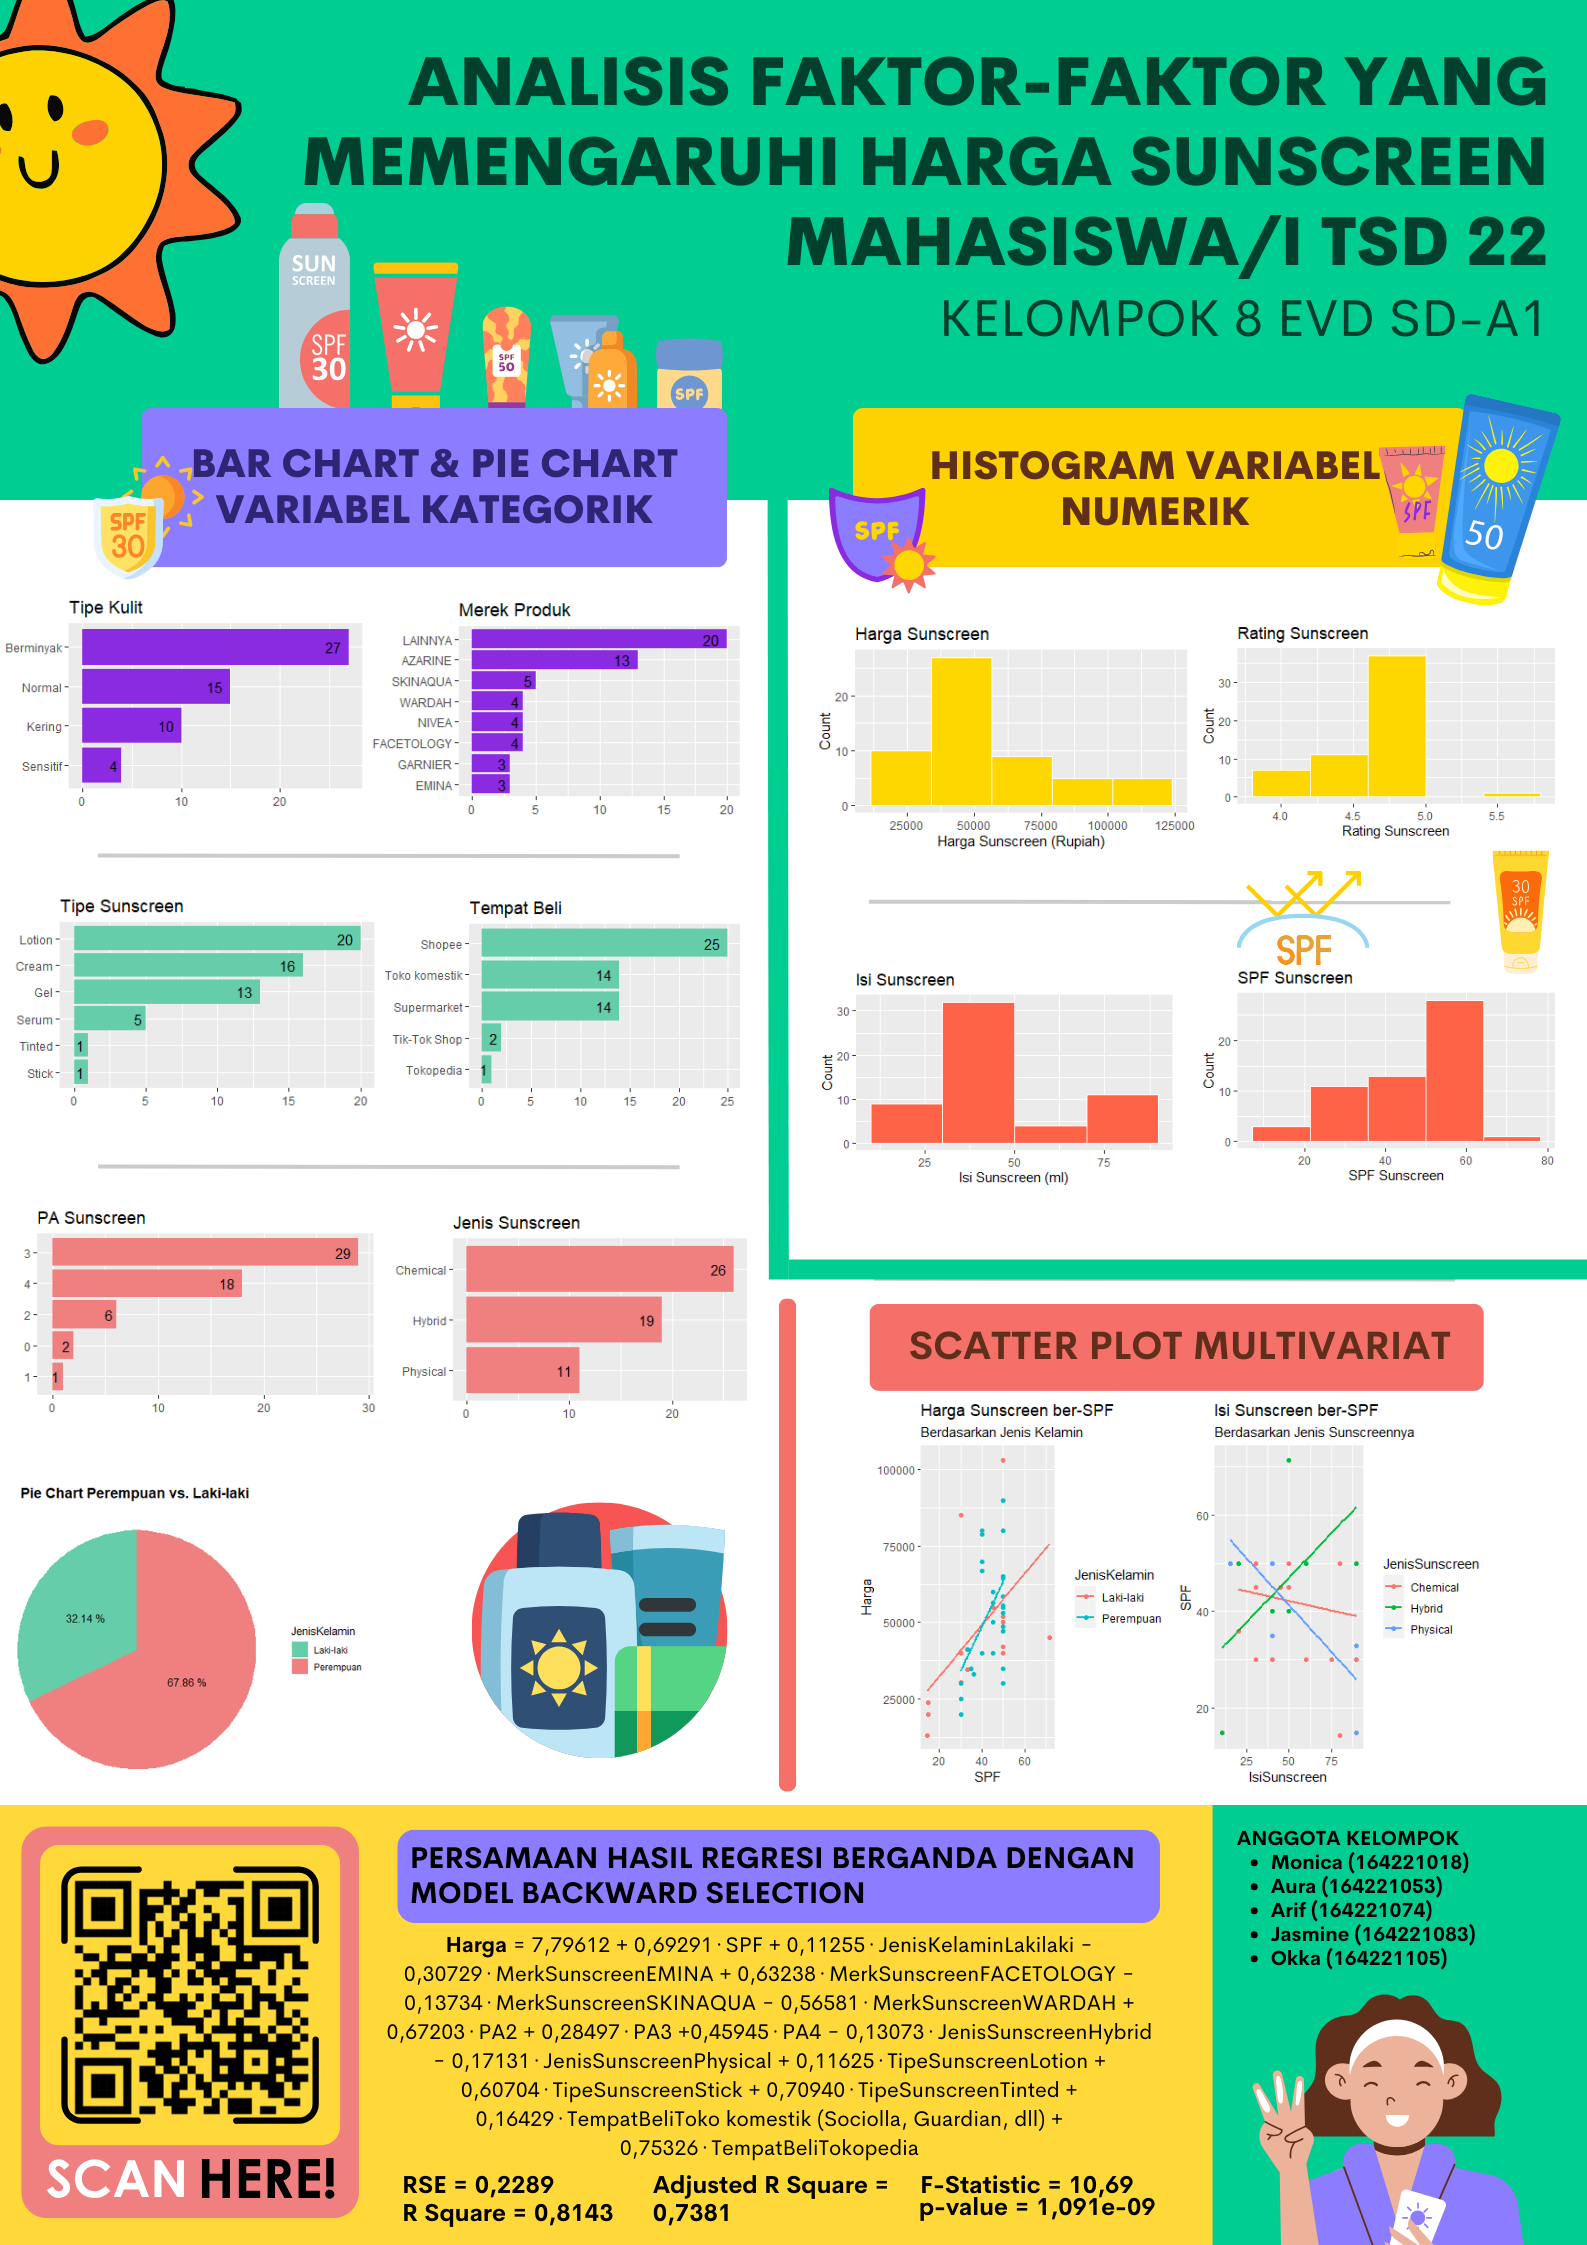 ANALISIS FAKTOR-FAKTOR YANG
MEMENGARUHI HARGA SUNSCREEN
MAHASISWA/I TSD 22
KELOMPOK 8 EVD SD-A1
SUN
SCREEN
SPF
30
SPF
50
SPF
BAR CHART & PIE CHART
VARIABEL KATEGORIK
SPF
30
HISTOGRAM VARIABEL
NUMERIK
SPF
SPF
50
Tipe Kulit
Berminyak
27
Normal
15
Kering
10
Sensitif
4
0 10 20
Merek Produk
LAINNYA
20
AZARINE
13
SKINAQUA
5
WARDAH
4
NIVEA
4
FACETOLOGY
4
GARNIER
3
EMINA
3
0 5 10 15 20
Tipe Sunscreen
Lotion
20
Cream
16
Gel
13
Serum
5
Tinted
1
Stick
1
0 5 10 15 20
Tempat Beli
Shopee
25
Toko komestik
14
Supermarket
14
Tik-Tok Shop
2
Tokopedia
1
0 5 10 15 20 25
PA Sunscreen
3
29
4
18
2
6
0
2
1
1
0 10 20 30
Jenis Sunscreen
Chemical
26
Hybrid
19
Physical
11
0 10 20
Pie Chart Perempuan vs. Laki-laki
32.14 %
67.86 %
JenisKelamin
Laki-laki
Perempuan
Harga Sunscreen
Count
20
10
0
25000 50000 75000 100000 125000
Harga Sunscreen (Rupiah)
Rating Sunscreen
Count
30
20
10
0
4.0 4.5 5.0 5.5
Rating Sunscreen
SPF
30
SPF
Isi Sunscreen
Count
30
20
10
0
25 50 75
Isi Sunscreen (ml)
SPF Sunscreen
Count
20
10
0
20 40 60 80
SPF Sunscreen
SCATTER PLOT MULTIVARIAT
Harga Sunscreen ber-SPF
Berdasarkan Jenis Kelamin
Harga
100000
75000
50000
25000
20 40 60
SPF
JenisKelamin
Laki-laki
Perempuan
Isi Sunscreen ber-SPF
Berdasarkan Jenis Sunscreennya
SPF
60
40
20
25 50 75
IsiSunscreen
JenisSunscreen
Chemical
Hybrid
Physical
SCAN HERE!
PERSAMAAN HASIL REGRESI BERGANDA DENGAN
MODEL BACKWARD SELECTION
Harga = 7,79612 + 0,69291·SPF + 0,11255·JenisKelaminLakilaki −
0,30729·MerkSunscreenEMINA + 0,63238·MerkSunscreenFACETOLOGY −
0,13734·MerkSunscreenSKINAQUA − 0,56581·MerkSunscreenWARDAH +
0,67203·PA2 + 0,28497·PA3 +0,45945·PA4 − 0,13073·JenisSunscreenHybrid
− 0,17131·JenisSunscreenPhysical + 0,11625·TipeSunscreenLotion +
0,60704·TipeSunscreenStick + 0,70940·TipeSunscreenTinted +
0,16429·TempatBeliToko komestik (Sociolla, Guardian, dll) +
0,75326·TempatBeliTokopedia
RSE = 0,2289
R Square = 0,8143
Adjusted R Square =
0,7381
F-Statistic = 10,69
p-value = 1,091e-09
ANGGOTA KELOMPOK
• Monica (164221018)
• Aura (164221053)
• Arif (164221074)
• Jasmine (164221083)
• Okka (164221105)